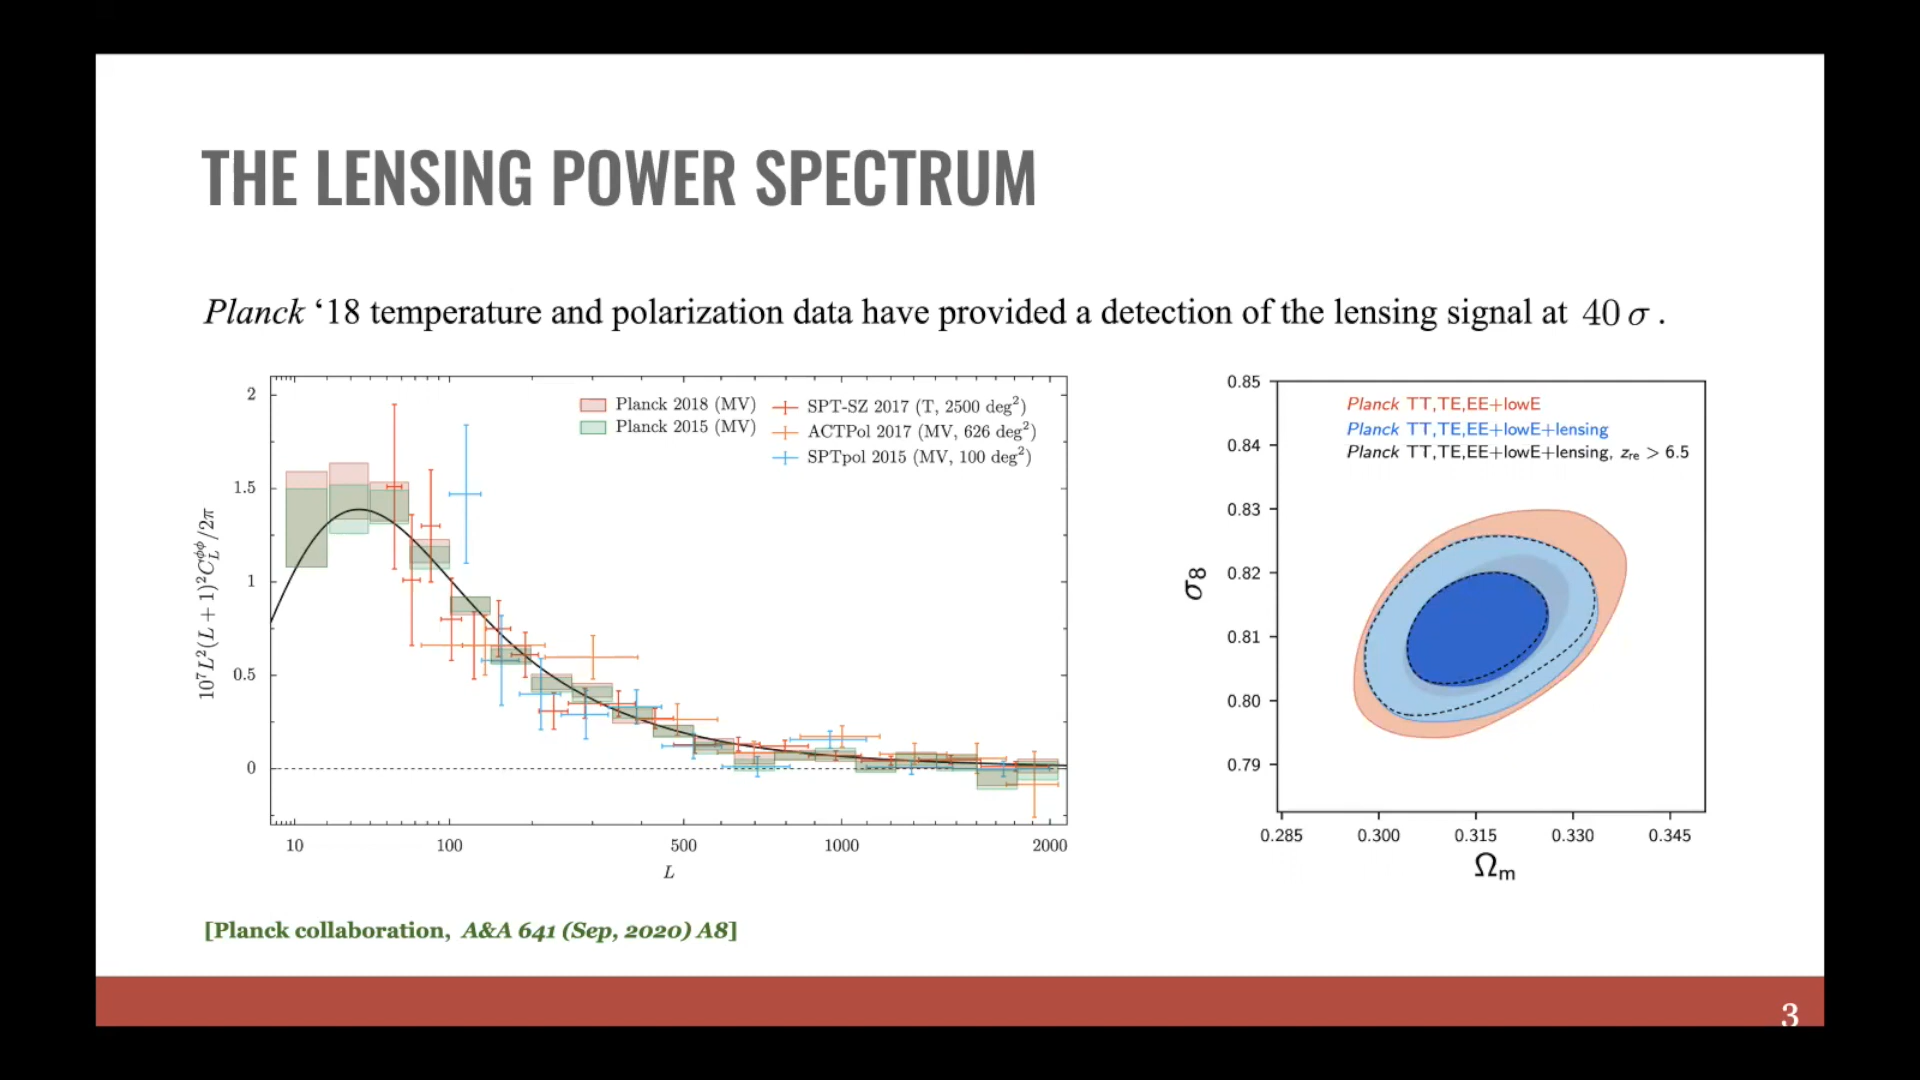 THE LENSING POWER SPECTRUM
Planck ‘18 temperature and polarization data have provided a detection of the lensing signal at 40 σ .
2
1.5
1
0.5
0
10⁷L²(L + 1)²C_L^{ϕϕ}/2π
Planck 2018 (MV)
Planck 2015 (MV)
SPT-SZ 2017 (T, 2500 deg²)
ACTPol 2017 (MV, 626 deg²)
SPTpol 2015 (MV, 100 deg²)
10 100 500 1000 2000
L
0.85
0.84
0.83
0.82
0.81
0.80
0.79
σ₈
Planck TT,TE,EE+lowE
Planck TT,TE,EE+lowE+lensing
Planck TT,TE,EE+lowE+lensing, z_re > 6.5
0.285 0.300 0.315 0.330 0.345
Ωₘ
[Planck collaboration, A&A 641 (Sep, 2020) A8]
3